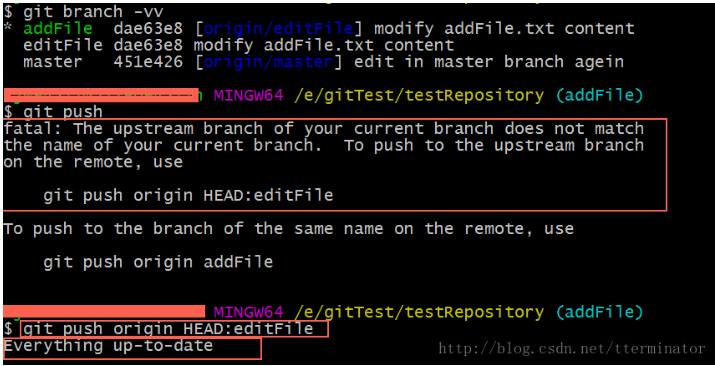 $ git branch -vv
* addFile  dae63e8 [origin/editFile] modify addFile.txt content
  editFile dae63e8 modify addFile.txt content
  master   451e426 [origin/master] edit in master branch agein
MINGW64 /e/gitTest/testRepository (addFile)
$ git push
fatal: The upstream branch of your current branch does not match
the name of your current branch.  To push to the upstream branch
on the remote, use
    git push origin HEAD:editFile
To push to the branch of the same name on the remote, use
    git push origin addFile
MINGW64 /e/gitTest/testRepository (addFile)
$ git push origin HEAD:editFile
Everything up-to-date
http://blog.csdn.net/tterminator